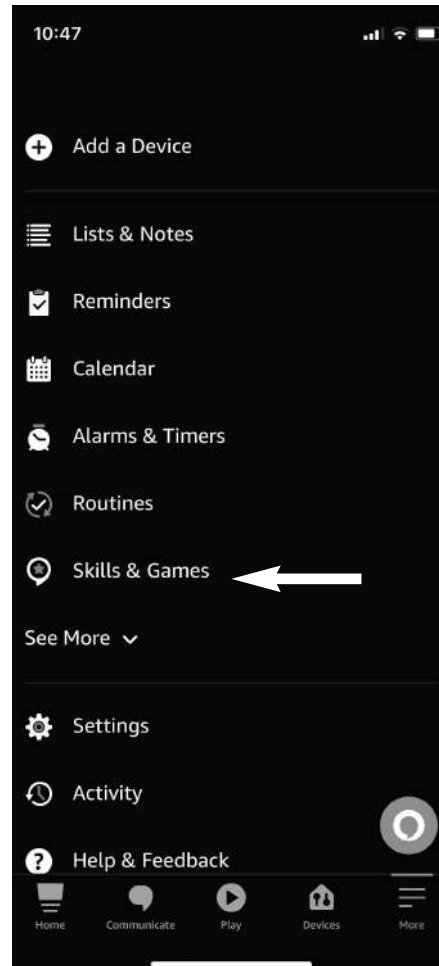 10:47
Add a Device
Lists & Notes
Reminders
Calendar
Alarms & Timers
Routines
Skills & Games
See More
Settings
Activity
Help & Feedback
Home Communicate Play Devices More